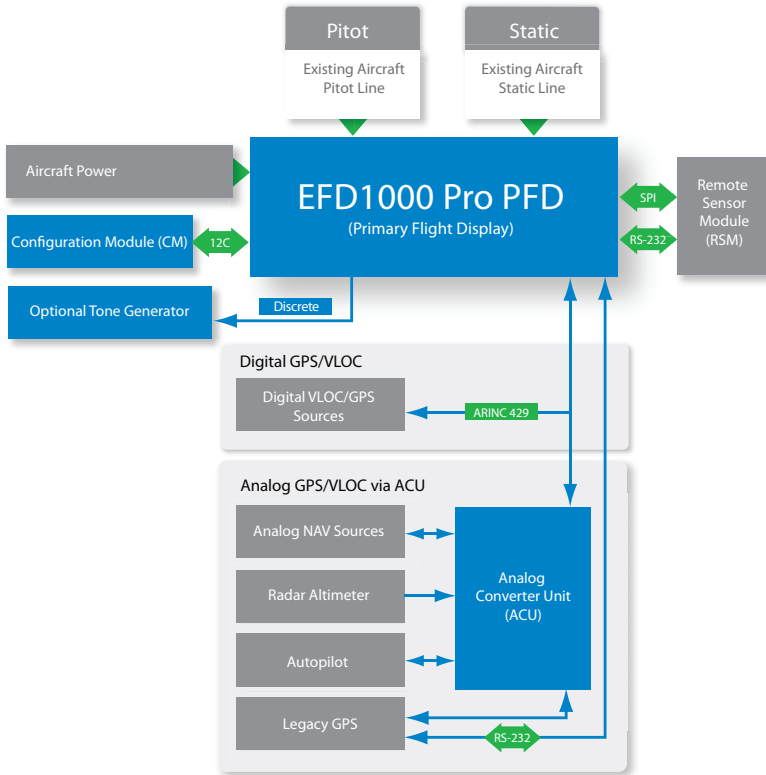 Pitot
Existing Aircraft
Pitot Line
Static
Existing Aircraft
Static Line
Aircraft Power
EFD1000 Pro PFD
(Primary Flight Display)
SPI
RS-232
Remote
Sensor
Module
(RSM)
Configuration Module (CM)
12C
Optional Tone Generator
Discrete
Digital GPS/VLOC
Digital VLOC/GPS
Sources
ARINC 429
Analog GPS/VLOC via ACU
Analog NAV Sources
Radar Altimeter
Autopilot
Legacy GPS
Analog
Converter Unit
(ACU)
RS-232